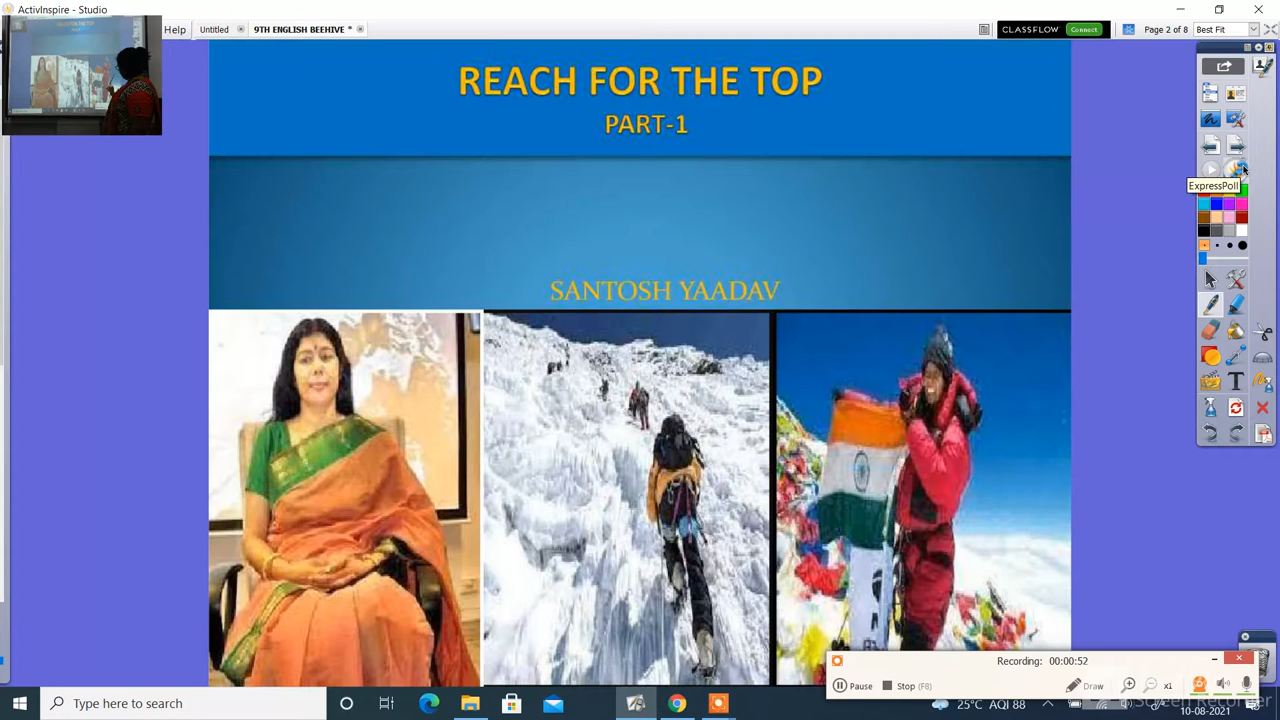 ActivInspire - Studio
Help
Untitled
9TH ENGLISH BEEHIVE *
CLASSFLOW
Connect
Page 2 of 8
Best Fit
REACH FOR THE TOP
PART-1
ExpressPoll
SANTOSH YAADAV
Recording: 00:00:52
Pause
Stop (F8)
Draw
x1
Type here to search
25°C AQI 88
10-08-2021
Screen Recorder